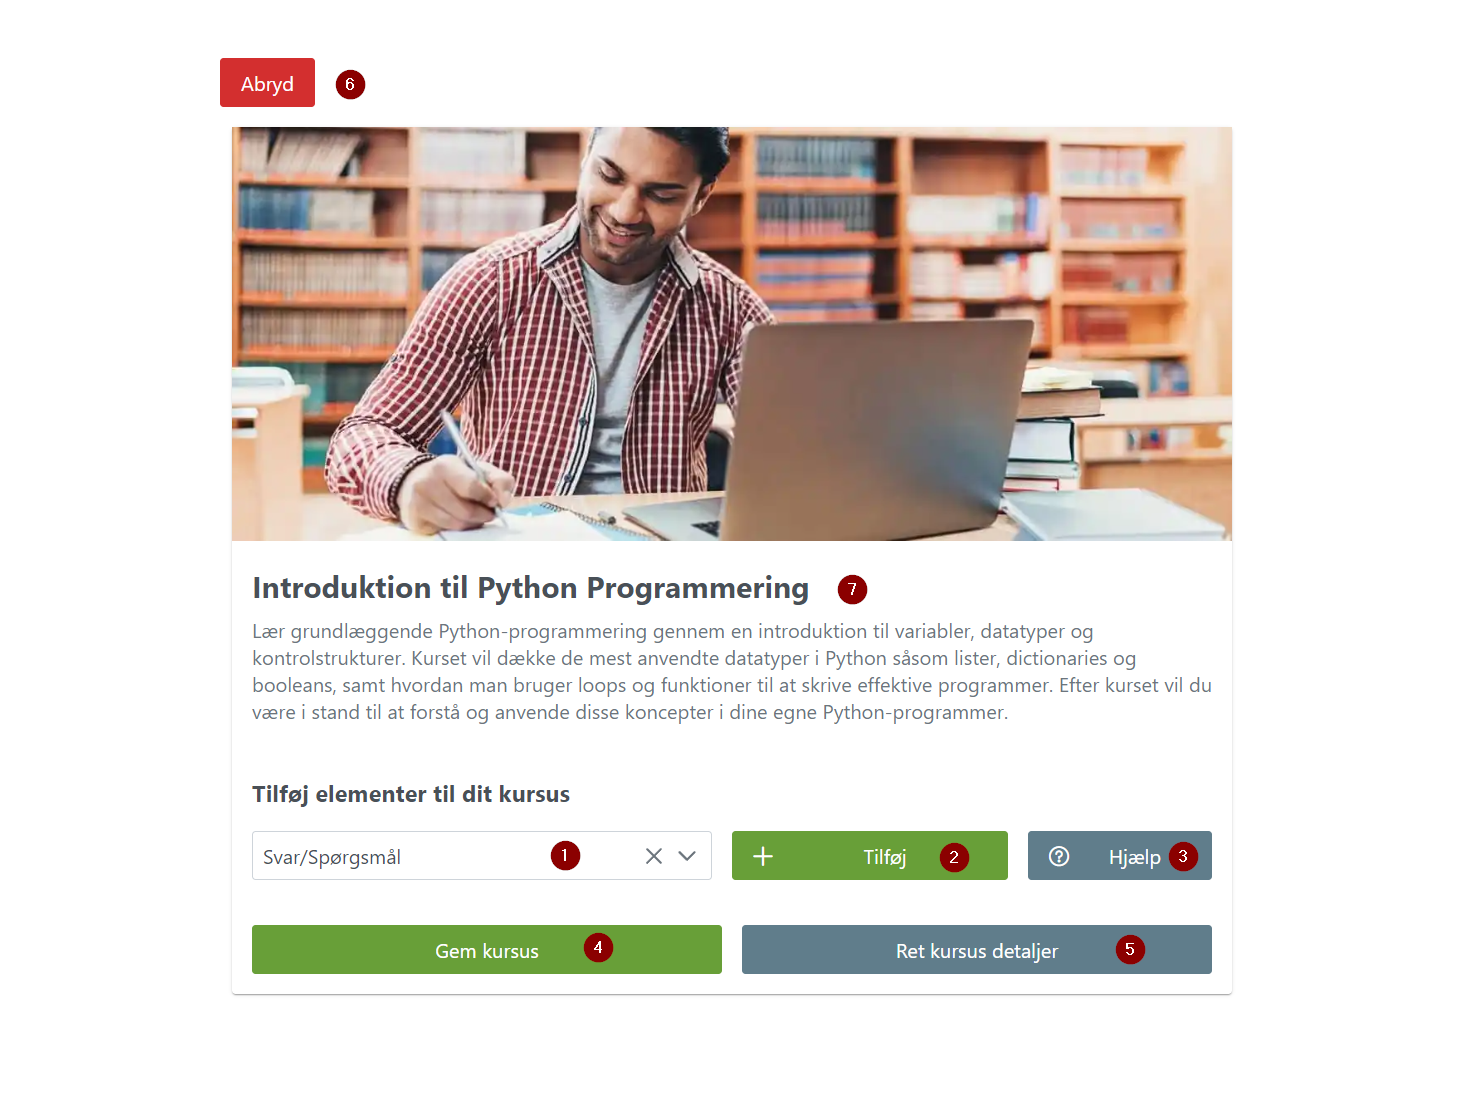 Abryd 6
Introduktion til Python Programmering 7
Lær grundlæggende Python-programmering gennem en introduktion til variabler, datatyper og
kontrolstrukturer. Kurset vil dække de mest anvendte datatyper i Python såsom lister, dictionaries og
booleans, samt hvordan man bruger loops og funktioner til at skrive effektive programmer. Efter kurset vil du
være i stand til at forstå og anvende disse koncepter i dine egne Python-programmer.
Tilføj elementer til dit kursus
Svar/Spørgsmål 1 Tilføj 2 Hjælp 3
Gem kursus 4 Ret kursus detaljer 5